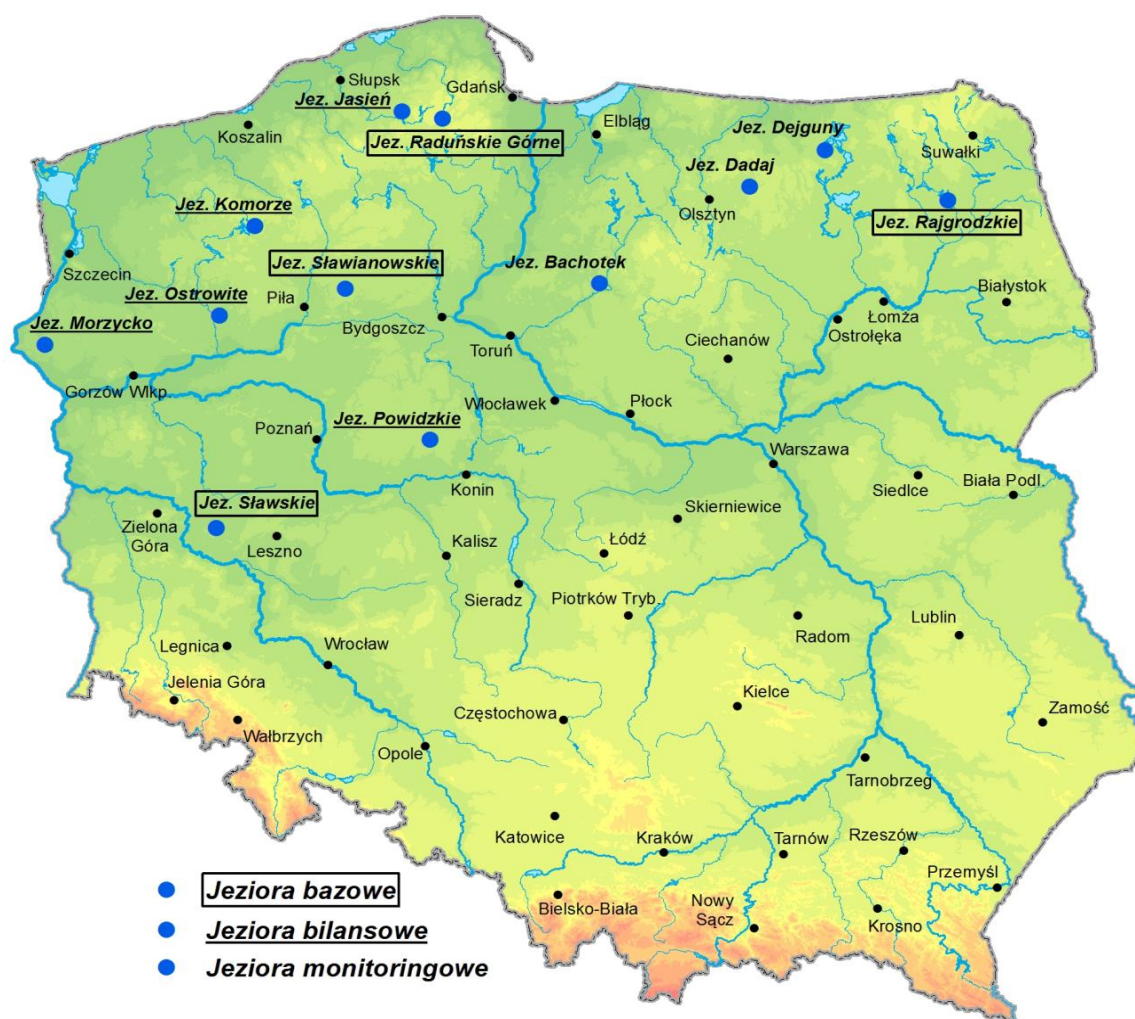 Słupsk
Gdańsk
Jez. Jasień
Koszalin
Jez. Raduńskie Górne
Elbląg
Jez. Dejguny
Suwałki
Jez. Dadaj
Olsztyn
Jez. Komorze
Jez. Rajgrodzkie
Szczecin
Jez. Sławianowskie
Jez. Bachotek
Jez. Ostrowite
Piła
Białystok
Jez. Morzycko
Bydgoszcz
Toruń
Łomża
Ostrołęka
Ciechanów
Gorzów Wlkp.
Włocławek
Płock
Jez. Powidzkie
Poznań
Warszawa
Konin
Siedlce
Biała Podl.
Jez. Sławskie
Skierniewice
Zielona
Góra
Leszno
Kalisz
Łódź
Sieradz
Piotrków Tryb.
Radom
Lublin
Legnica
Wrocław
Jelenia Góra
Kielce
Zamość
Częstochowa
Wałbrzych
Opole
Tarnobrzeg
Katowice
Kraków
Tarnów
Rzeszów
Przemyśl
Jeziora bazowe
Bielsko-Biała
Nowy
Sącz
Krosno
Jeziora bilansowe
Jeziora monitoringowe